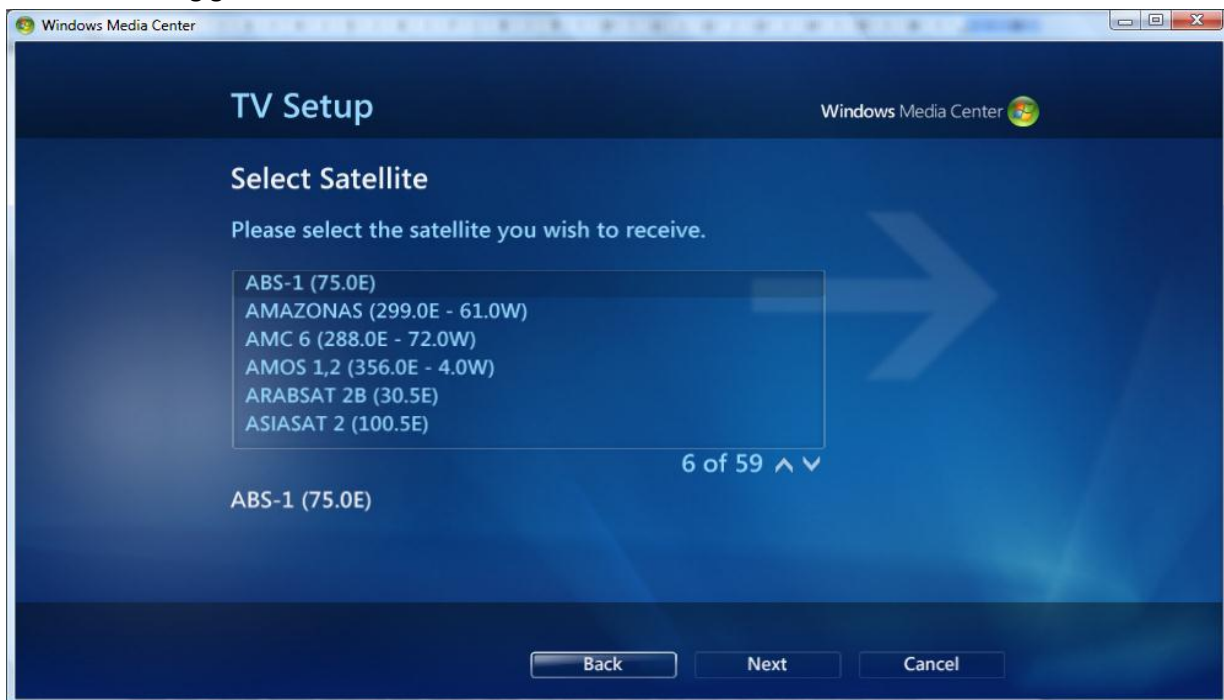 Windows Media Center
TV Setup
Windows Media Center
Select Satellite
Please select the satellite you wish to receive.
ABS-1 (75.0E)
AMAZONAS (299.0E - 61.0W)
AMC 6 (288.0E - 72.0W)
AMOS 1,2 (356.0E - 4.0W)
ARABSAT 2B (30.5E)
ASIASAT 2 (100.5E)
6 of 59
ABS-1 (75.0E)
Back Next Cancel